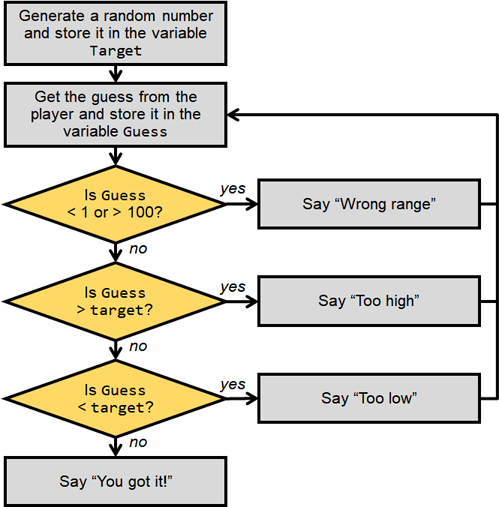 Generate a random number
and store it in the variable
Target
Get the guess from the
player and store it in the
variable Guess
Is Guess
< 1 or > 100?
yes
Say “Wrong range”
no
Is Guess
> target?
yes
Say “Too high”
no
Is Guess
< target?
yes
Say “Too low”
no
Say “You got it!”